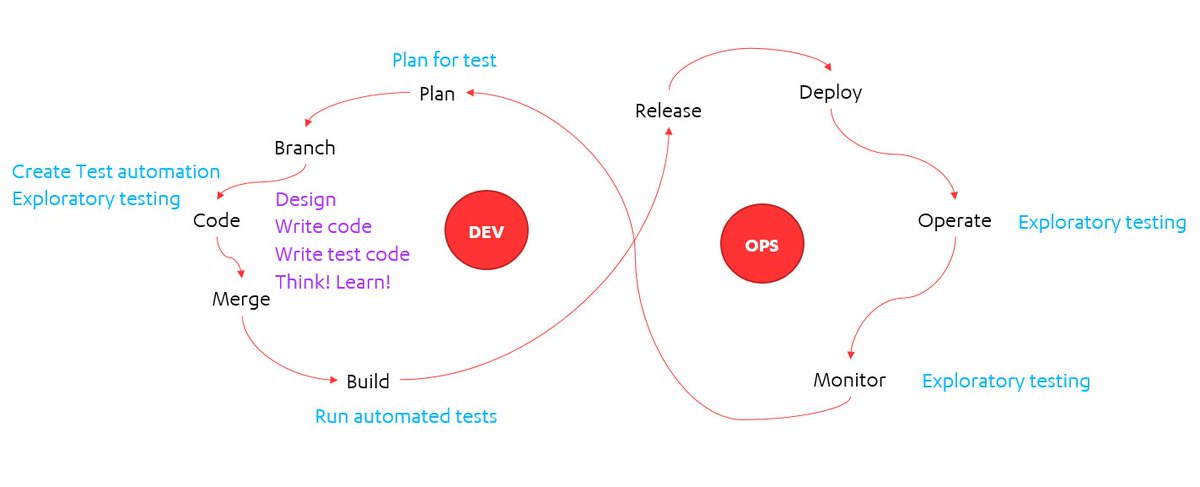 Plan for test
Plan
Branch
Create Test automation
Exploratory testing
Code
Design
Write code
Write test code
Think! Learn!
Merge
Build
Run automated tests
DEV
Release
Deploy
OPS
Operate
Exploratory testing
Monitor
Exploratory testing